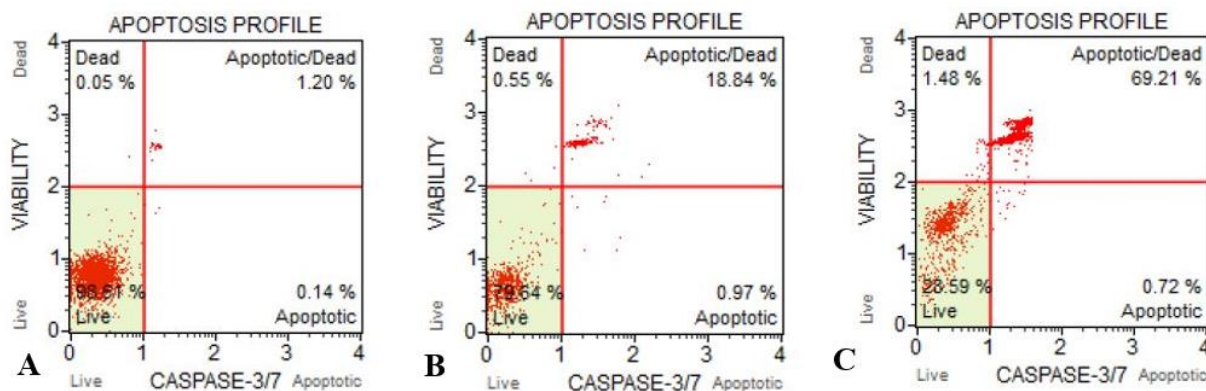 APOPTOSIS PROFILE
4
Dead
Dead Apoptotic/Dead
0.05 % 1.20 %
3
VIABILITY
2
1
98.61 % 0.14 %
Live
Live Apoptotic
0
0 1 2 3 4
A
Live CASPASE-3/7 Apoptotic
APOPTOSIS PROFILE
4
Dead
Dead Apoptotic/Dead
0.55 % 18.84 %
3
VIABILITY
2
1
79.64 % 0.97 %
Live
Live Apoptotic
0
0 1 2 3 4
B
Live CASPASE-3/7 Apoptotic
APOPTOSIS PROFILE
4
Dead
Dead Apoptotic/Dead
1.48 % 69.21 %
3
VIABILITY
2
1
28.59 % 0.72 %
Live
Live Apoptotic
0
0 1 2 3 4
C
Live CASPASE-3/7 Apoptotic